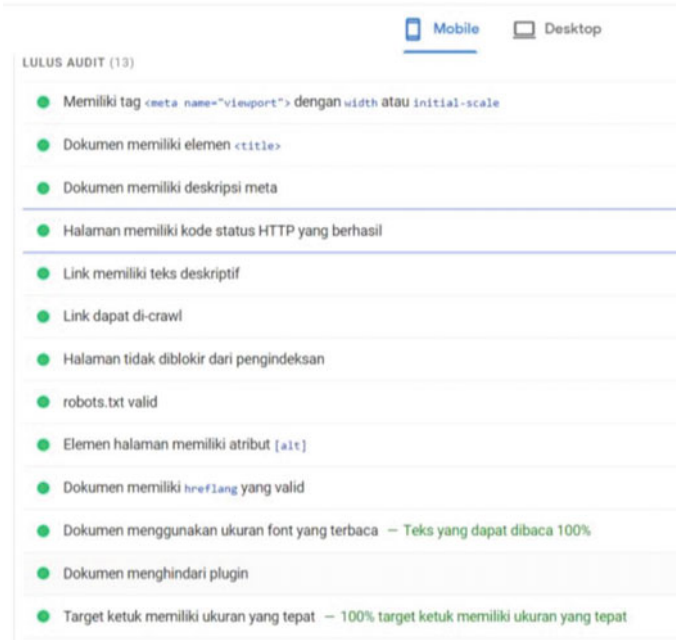 Mobile Desktop
LULUS AUDIT (13)
Memiliki tag <meta name="viewport"> dengan width atau initial-scale
Dokumen memiliki elemen <title>
Dokumen memiliki deskripsi meta
Halaman memiliki kode status HTTP yang berhasil
Link memiliki teks deskriptif
Link dapat di-crawl
Halaman tidak diblokir dari pengindeksan
robots.txt valid
Elemen halaman memiliki atribut [alt]
Dokumen memiliki hreflang yang valid
Dokumen menggunakan ukuran font yang terbaca — Teks yang dapat dibaca 100%
Dokumen menghindari plugin
Target ketuk memiliki ukuran yang tepat — 100% target ketuk memiliki ukuran yang tepat